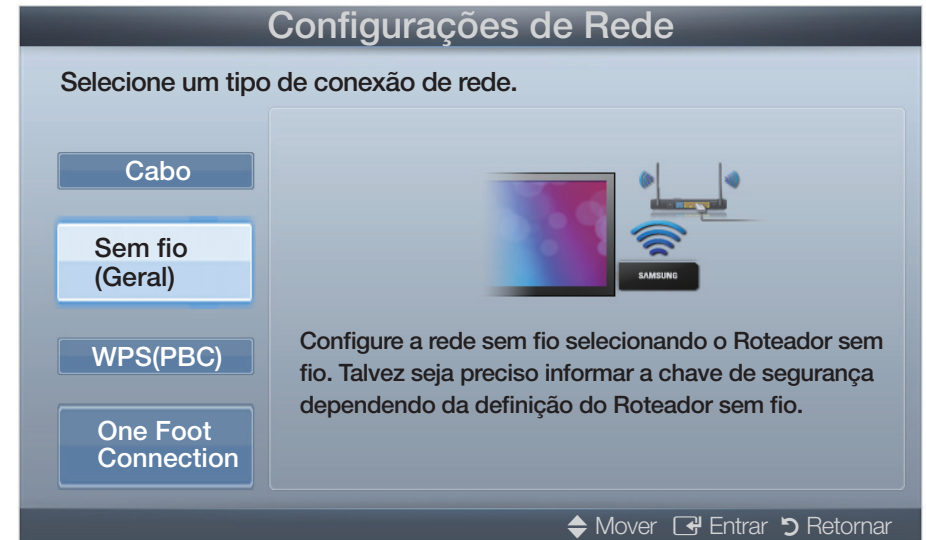 Configurações de Rede
Selecione um tipo de conexão de rede.
Cabo
Sem fio
(Geral)
WPS(PBC)
One Foot
Connection
SAMSUNG
Configure a rede sem fio selecionando o Roteador sem
fio. Talvez seja preciso informar a chave de segurança
dependendo da definição do Roteador sem fio.
Mover Entrar Retornar